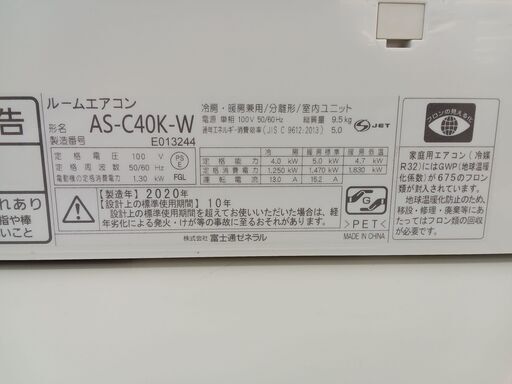 告
れあり
指や棒
いこと
ルームエアコン
形名 AS-C40K-W
製造番号 E013244
定格電圧 100 V
定格周波数 50/60 Hz
電動機の定格消費電力 1.30 kW
PS
E
FGL
冷房・暖房兼用/分離形/室内ユニット
電源 単相 100V 50/60Hz 総質量 9.5kg
通年エネルギー消費効率(JIS C 9612:2013) 5.0
S JET
冷房 暖房標準 暖房低温
定格能力 4.0 kW 5.0 kW 4.7 kW
定格消費電力 1,250 kW 1,470 kW 1,830 kW
運転電流 13.0 A 15.2 A
【製造年】2020年
【設計上の標準使用期間】10年
設計上の標準使用期間を超えてお使いいただいた場合は、経
年劣化による発火・けが等の事故に至るおそれがあります。
>PET<
MADE IN CHINA
株式会社 富士通ゼネラル
フロンの見える化
家庭用エアコン(冷媒
R32)にはGWP(地球温暖
化係数)が675のフロン
類が封入されています。
地球温暖化防止のため、
移設・修理・廃棄等にあ
たってはフロン類の回収
が必要です。